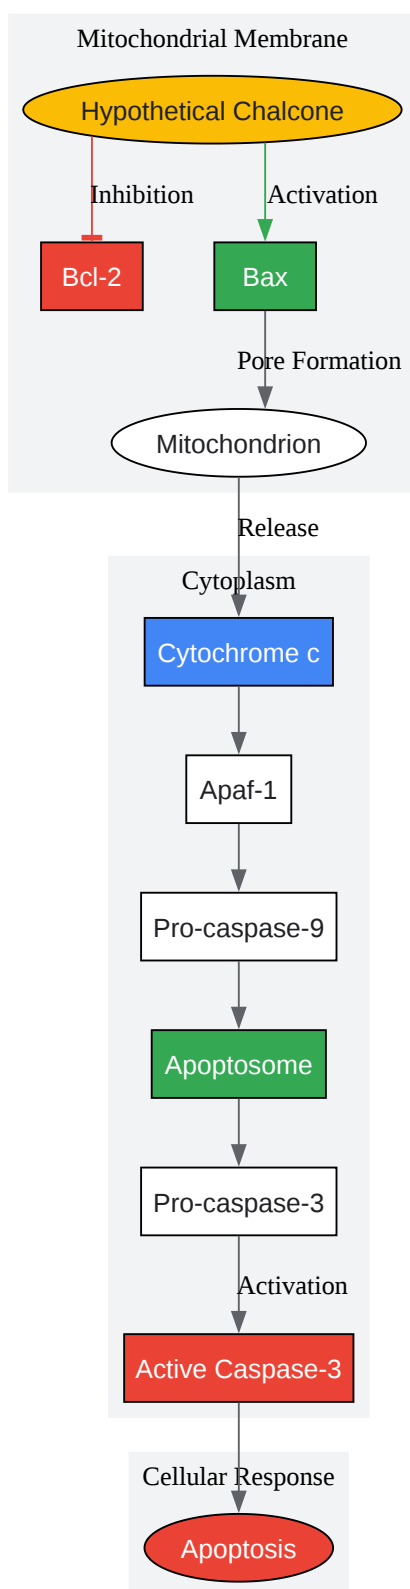 Mitochondrial Membrane
Hypothetical Chalcone
Inhibition
Activation
Bcl-2
Bax
Pore Formation
Mitochondrion
Release
Cytoplasm
Cytochrome c
Apaf-1
Pro-caspase-9
Apoptosome
Pro-caspase-3
Activation
Active Caspase-3
Cellular Response
Apoptosis